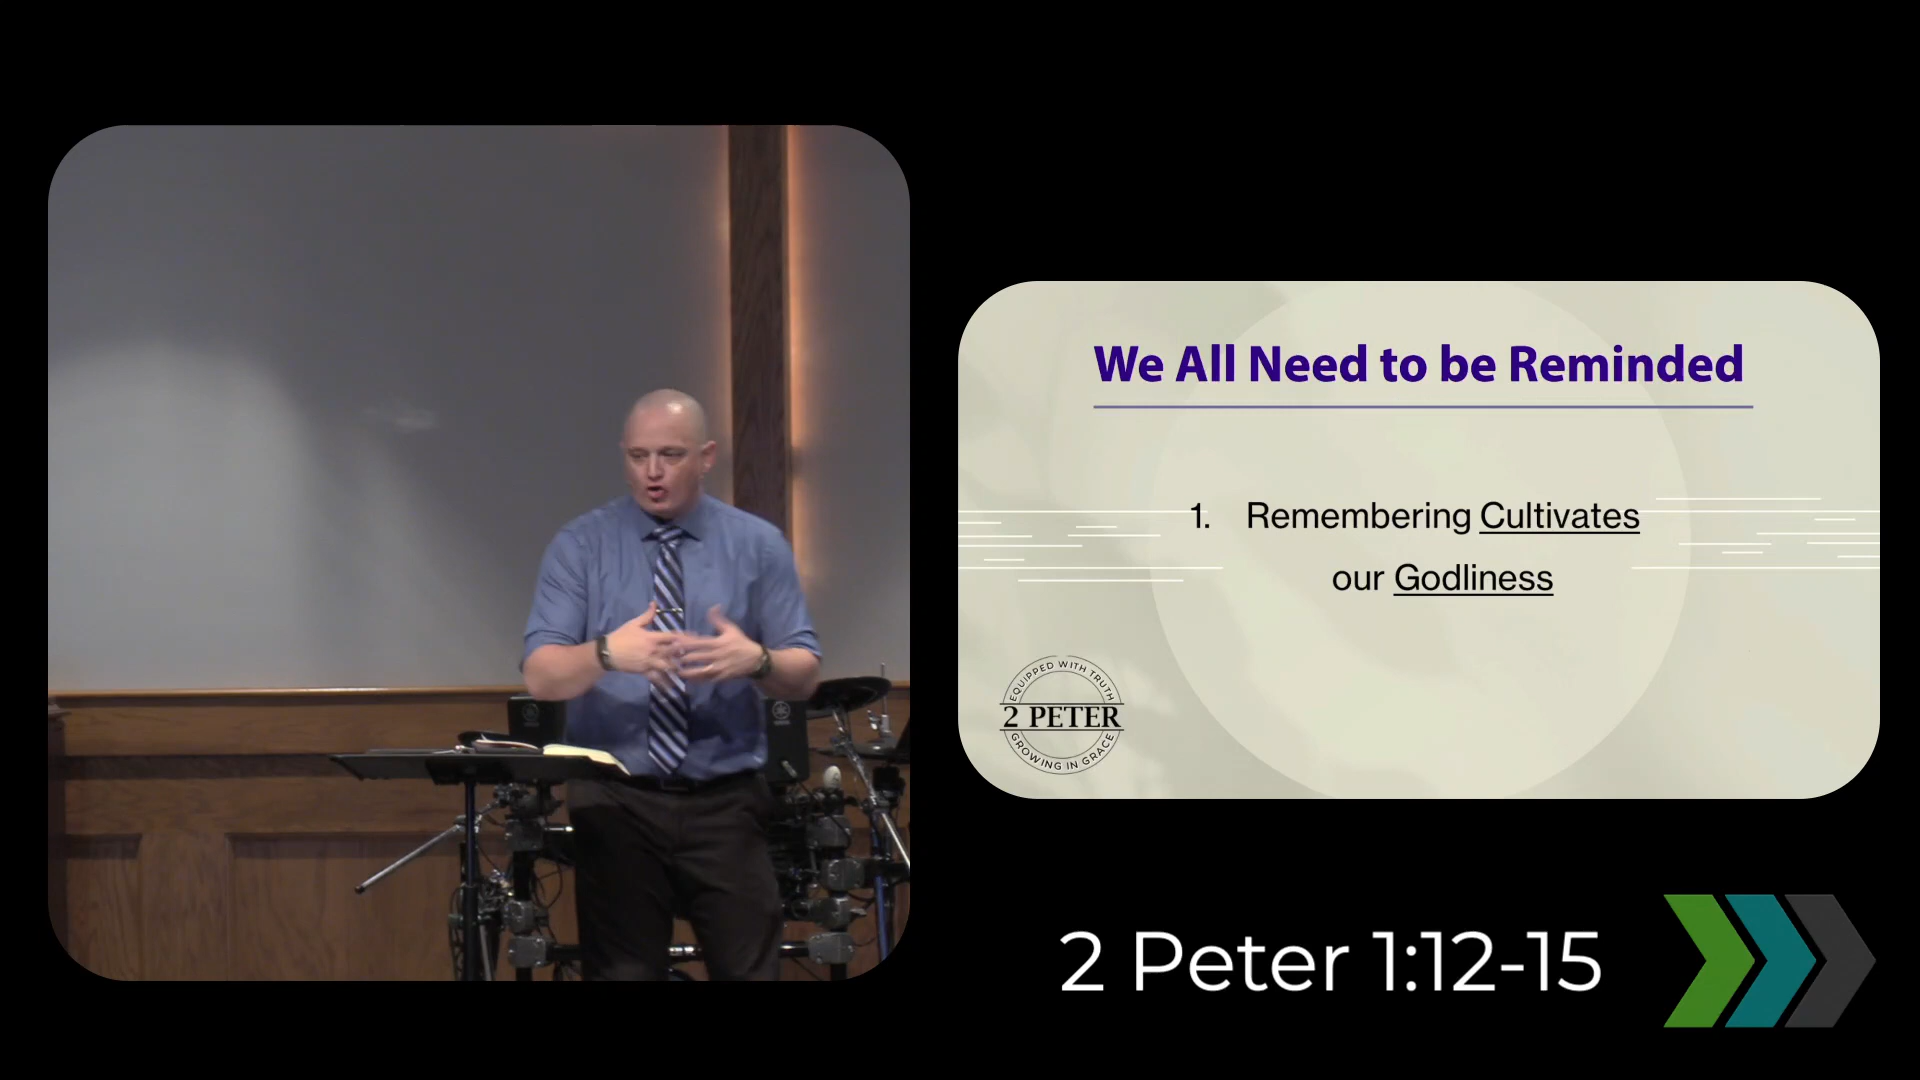 We All Need to be Reminded
1. Remembering Cultivates
our Godliness
EQUIPPED WITH TRUTH
2 PETER
GROWING IN GRACE
2 Peter 1:12-15